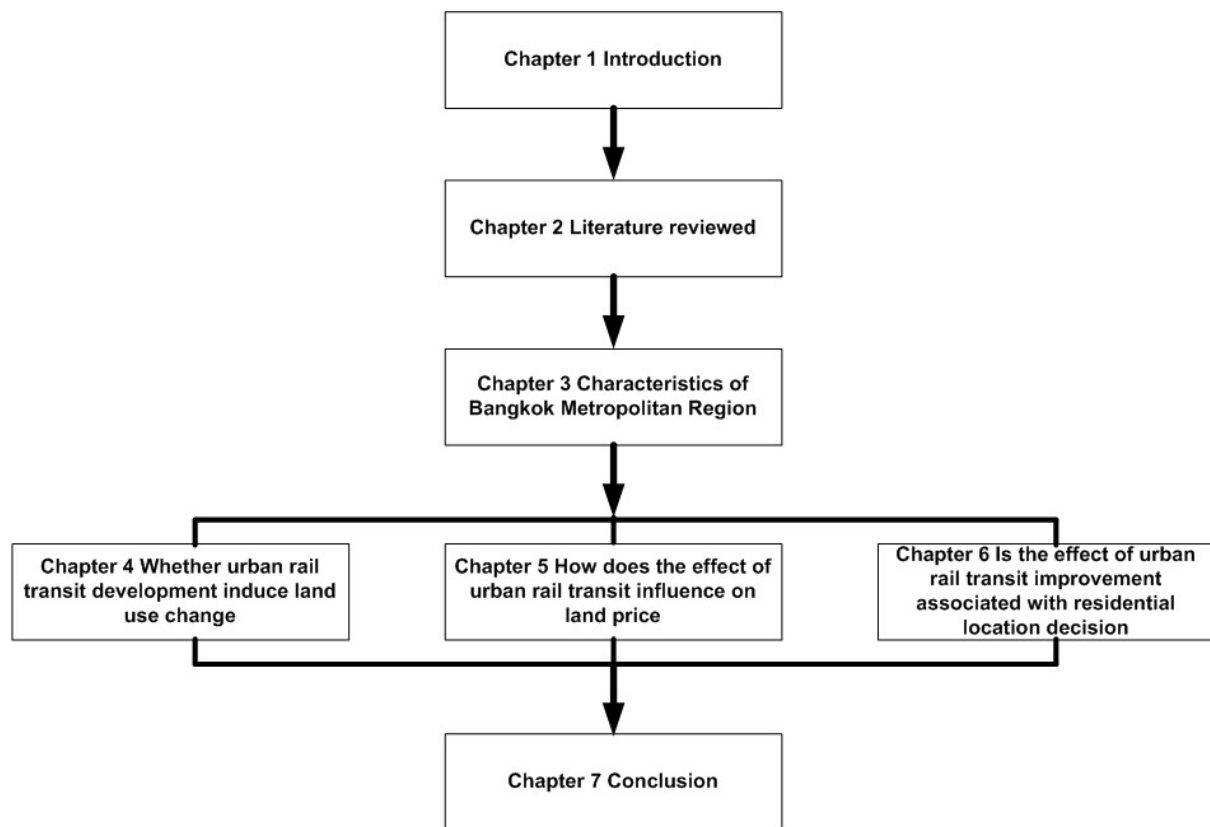 Chapter 1 Introduction
Chapter 2 Literature reviewed
Chapter 3 Characteristics of
Bangkok Metropolitan Region
Chapter 4 Whether urban rail
transit development induce land
use change
Chapter 5 How does the effect of
urban rail transit influence on
land price
Chapter 6 Is the effect of urban
rail transit improvement
associated with residential
location decision
Chapter 7 Conclusion